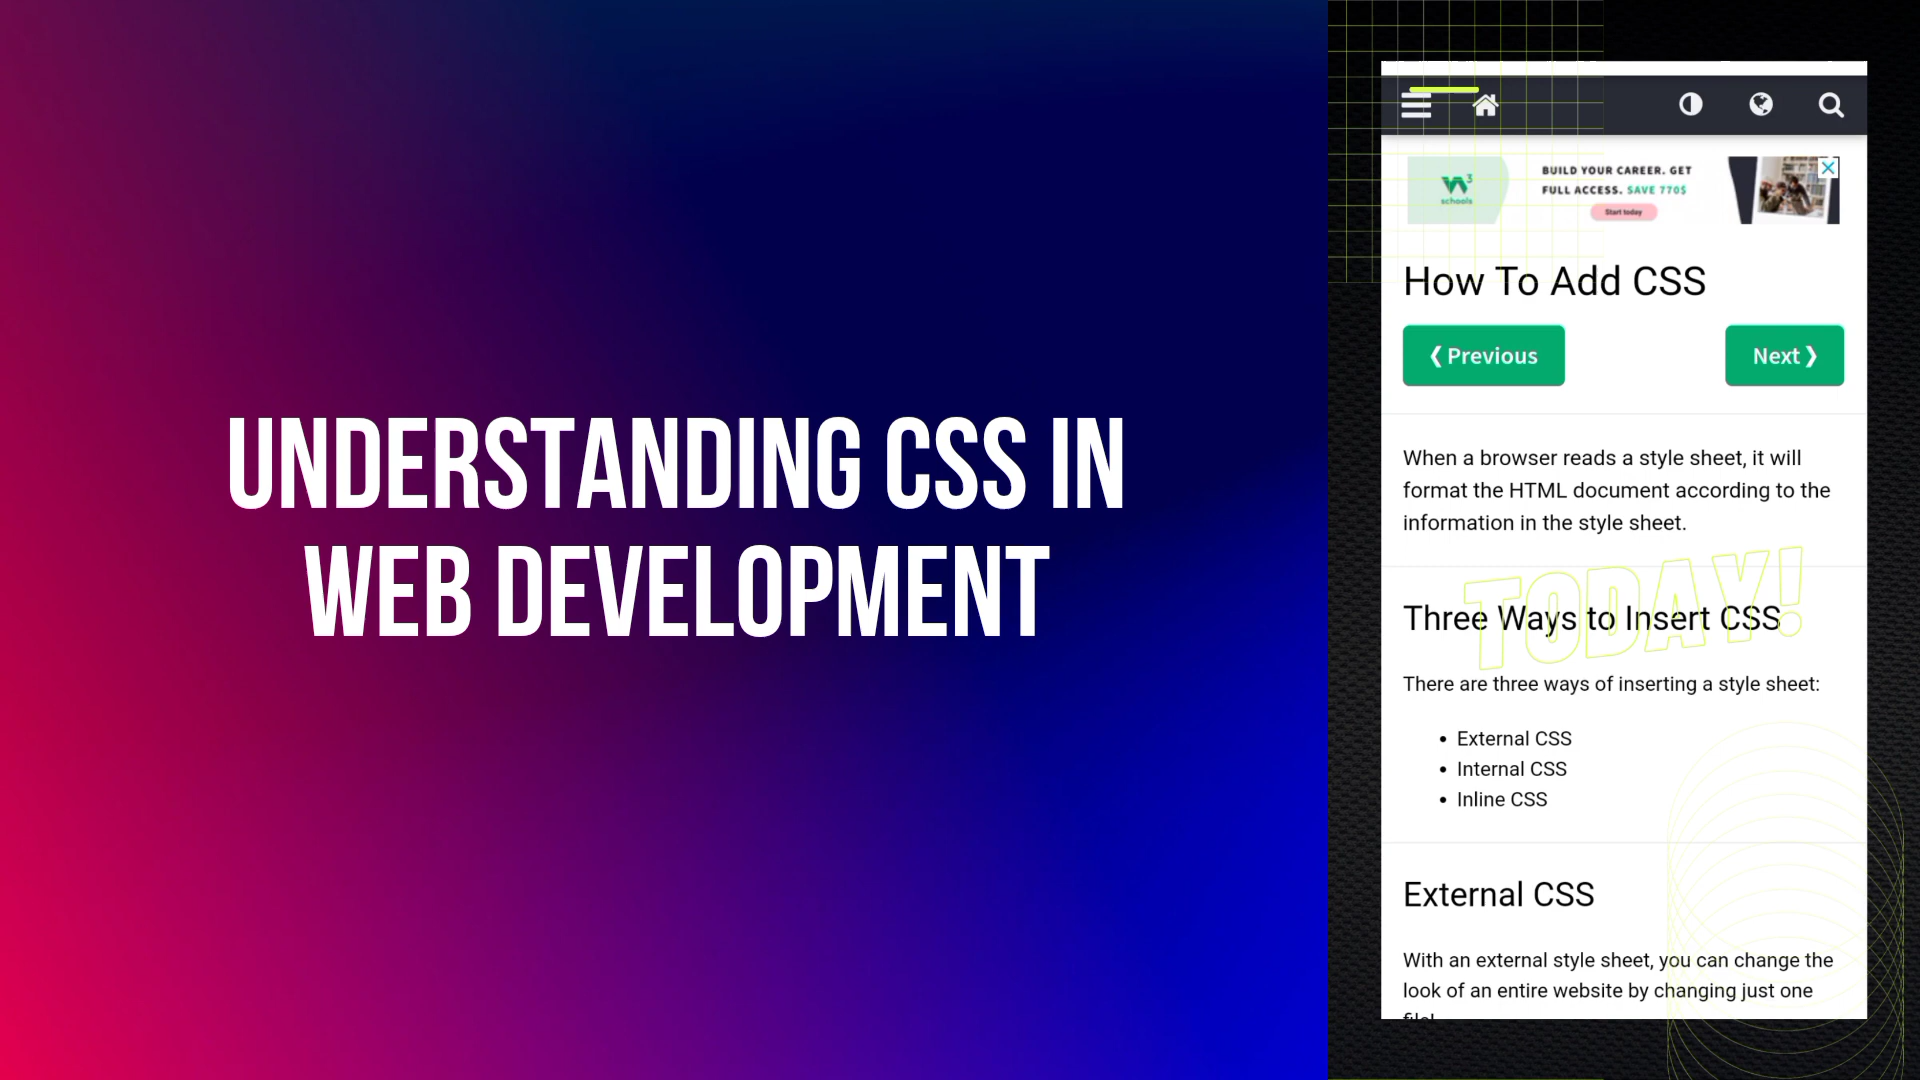 UNDERSTANDING CSS IN
WEB DEVELOPMENT
W3
schools
BUILD YOUR CAREER. GET
FULL ACCESS. SAVE 770$
Start today
How To Add CSS
❮ Previous
Next ❯
When a browser reads a style sheet, it will
format the HTML document according to the
information in the style sheet.
TODAY!
Three Ways to Insert CSS
There are three ways of inserting a style sheet:
• External CSS
• Internal CSS
• Inline CSS
External CSS
With an external style sheet, you can change the
look of an entire website by changing just one
file!